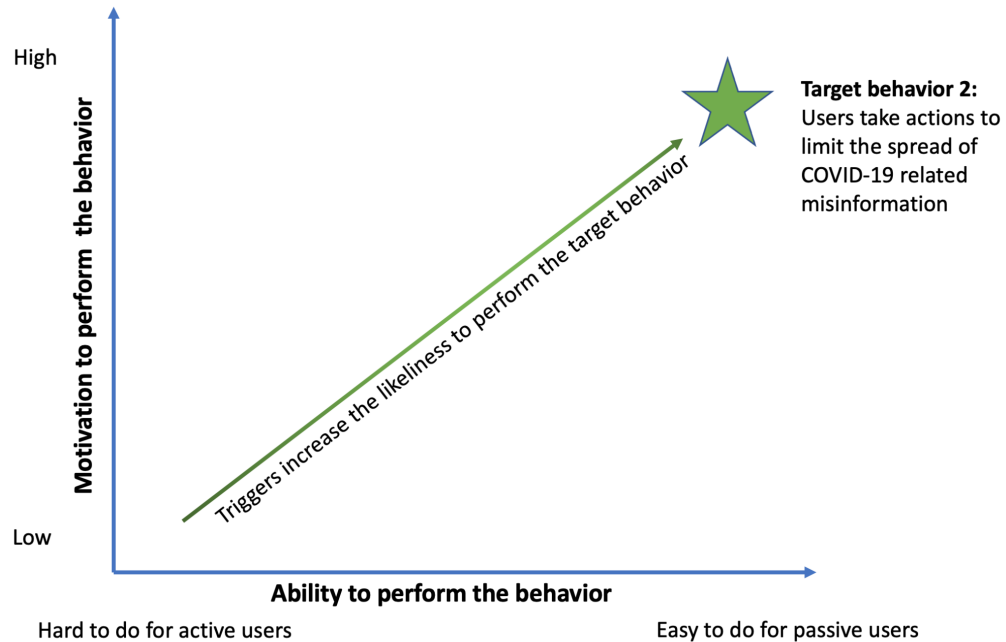 High
Target behavior 2:
Users take actions to
limit the spread of
COVID-19 related
misinformation
Motivation to perform  the behavior
Triggers increase the likeliness to perform the target behavior
Low
Ability to perform the behavior
Hard to do for active users
Easy to do for passive users